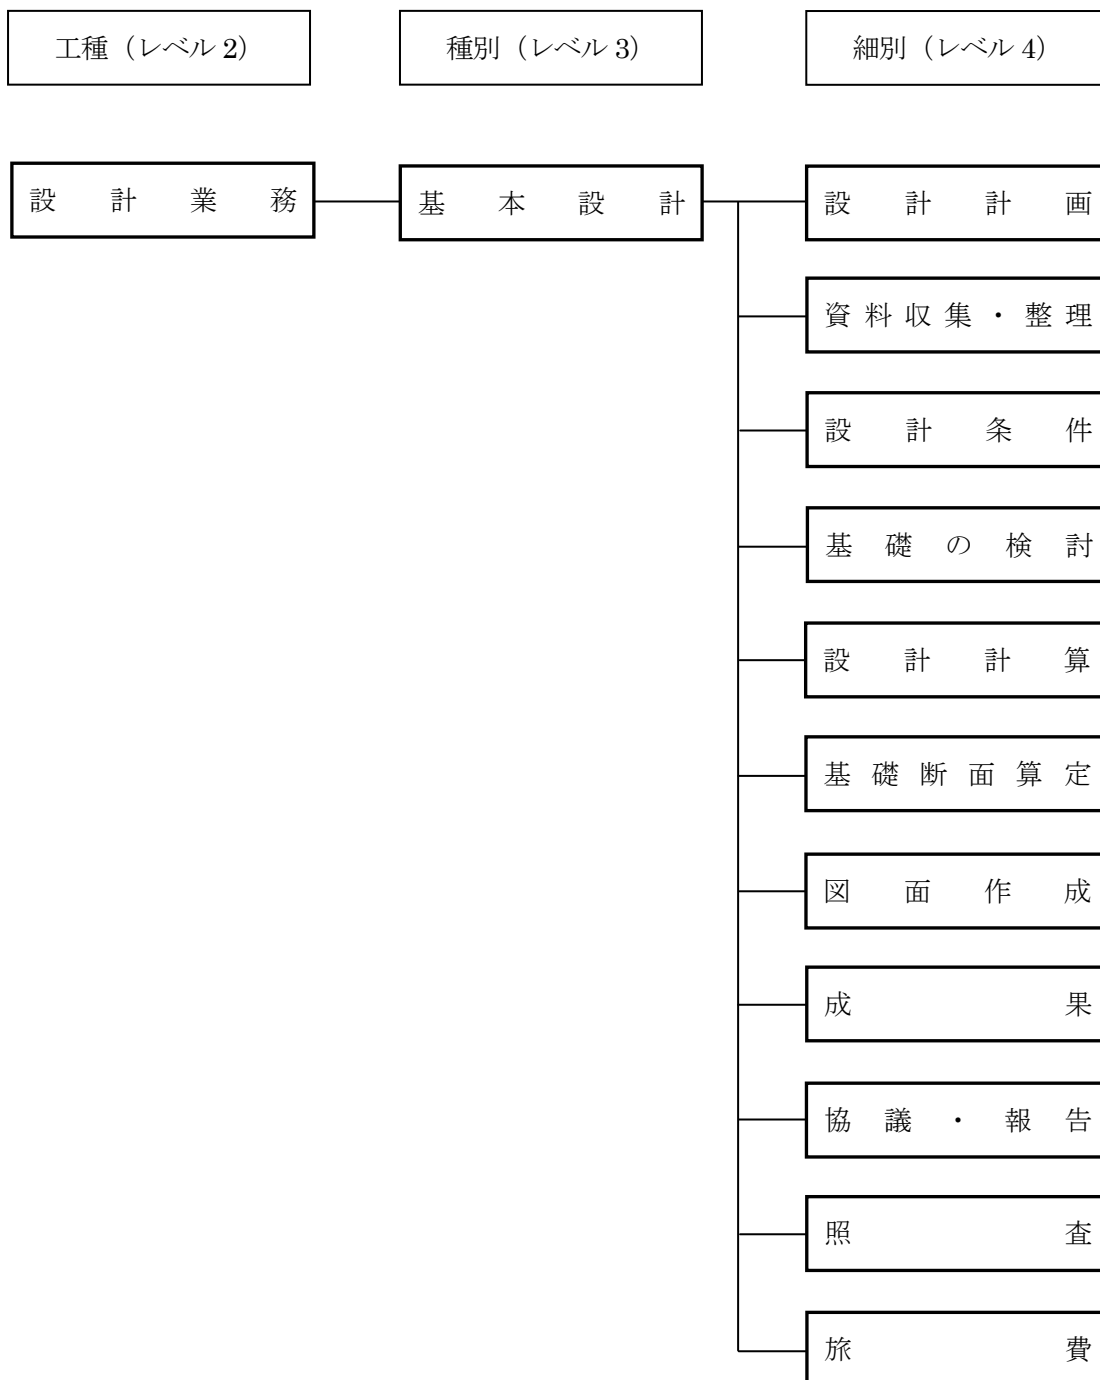 工種（レベル 2） 種別（レベル 3） 細別（レベル 4）
設計業務 基本設計 設計計画
資料収集・整理
設計条件
基礎の検討
設計計算
基礎断面算定
図面作成
成果
協議・報告
照査
旅費